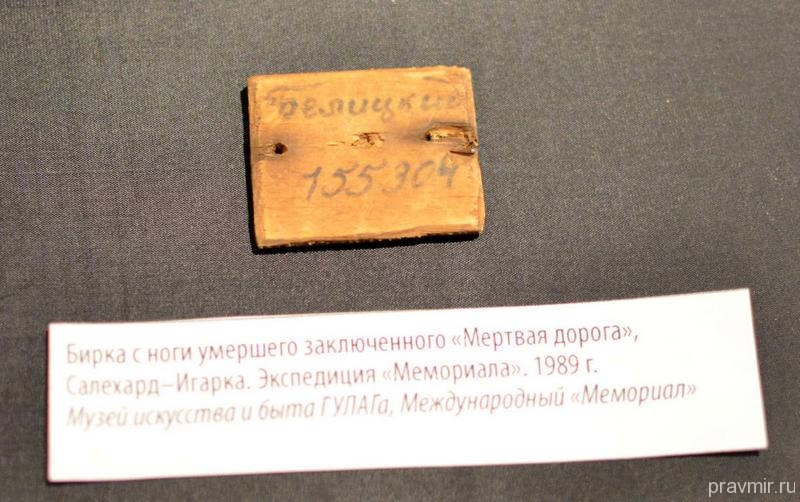 Белицкий
155904
Бирка с ноги умершего заключенного «Мертвая дорога»,
Салехард–Игарка. Экспедиция «Мемориала». 1989 г.
Музей искусства и быта ГУЛАГа, Международный «Мемориал»
pravmir.ru